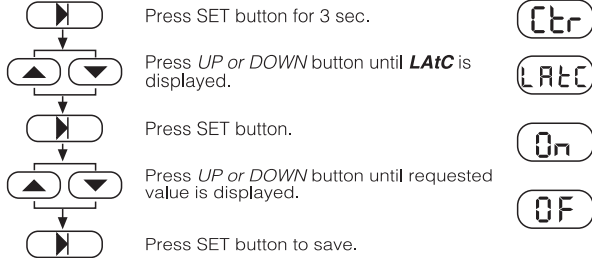 Press SET button for 3 sec.
Ctr
Press UP or DOWN button until LAtC is
displayed.
LAtC
Press SET button.
On
Press UP or DOWN button until requested
value is displayed.
OF
Press SET button to save.